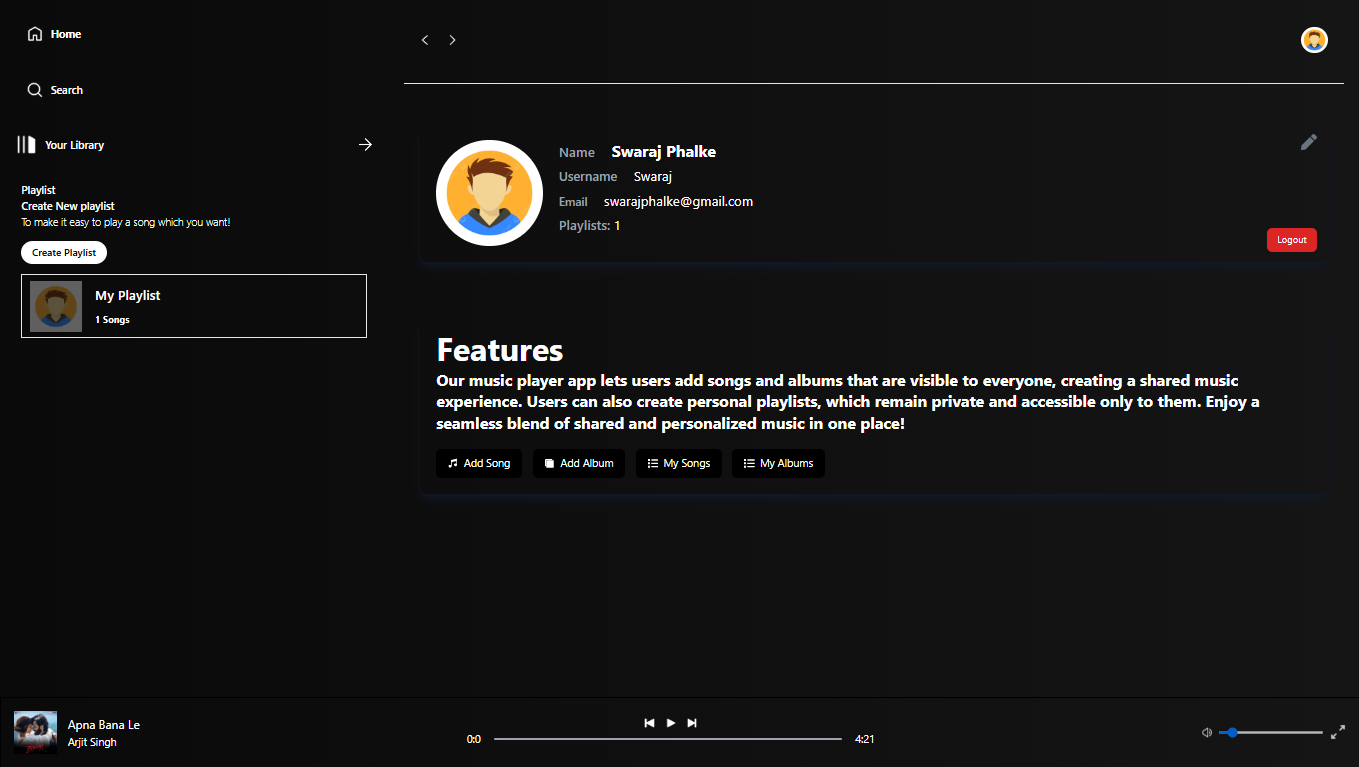 Home
Search
Your Library
Playlist
Create New playlist
To make it easy to play a song which you want!
Create Playlist
My Playlist
1 Songs
Name Swaraj Phalke
Username Swaraj
Email swarajphalke@gmail.com
Playlists: 1
Logout
Features
Our music player app lets users add songs and albums that are visible to everyone, creating a shared music
experience. Users can also create personal playlists, which remain private and accessible only to them. Enjoy a
seamless blend of shared and personalized music in one place!
Add Song Add Album My Songs My Albums
Apna Bana Le
Arjit Singh
0:0 4:21